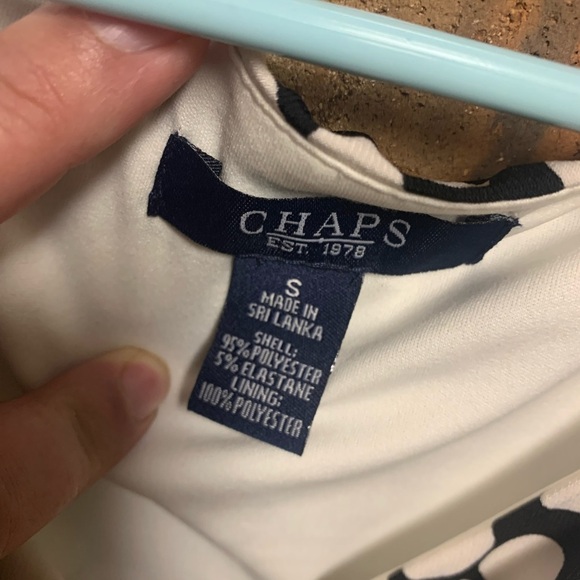 CHAPS
EST. 1978
S
MADE IN
SRI LANKA
SHELL:
95% POLYESTER
5% ELASTANE
LINING:
100% POLYESTER